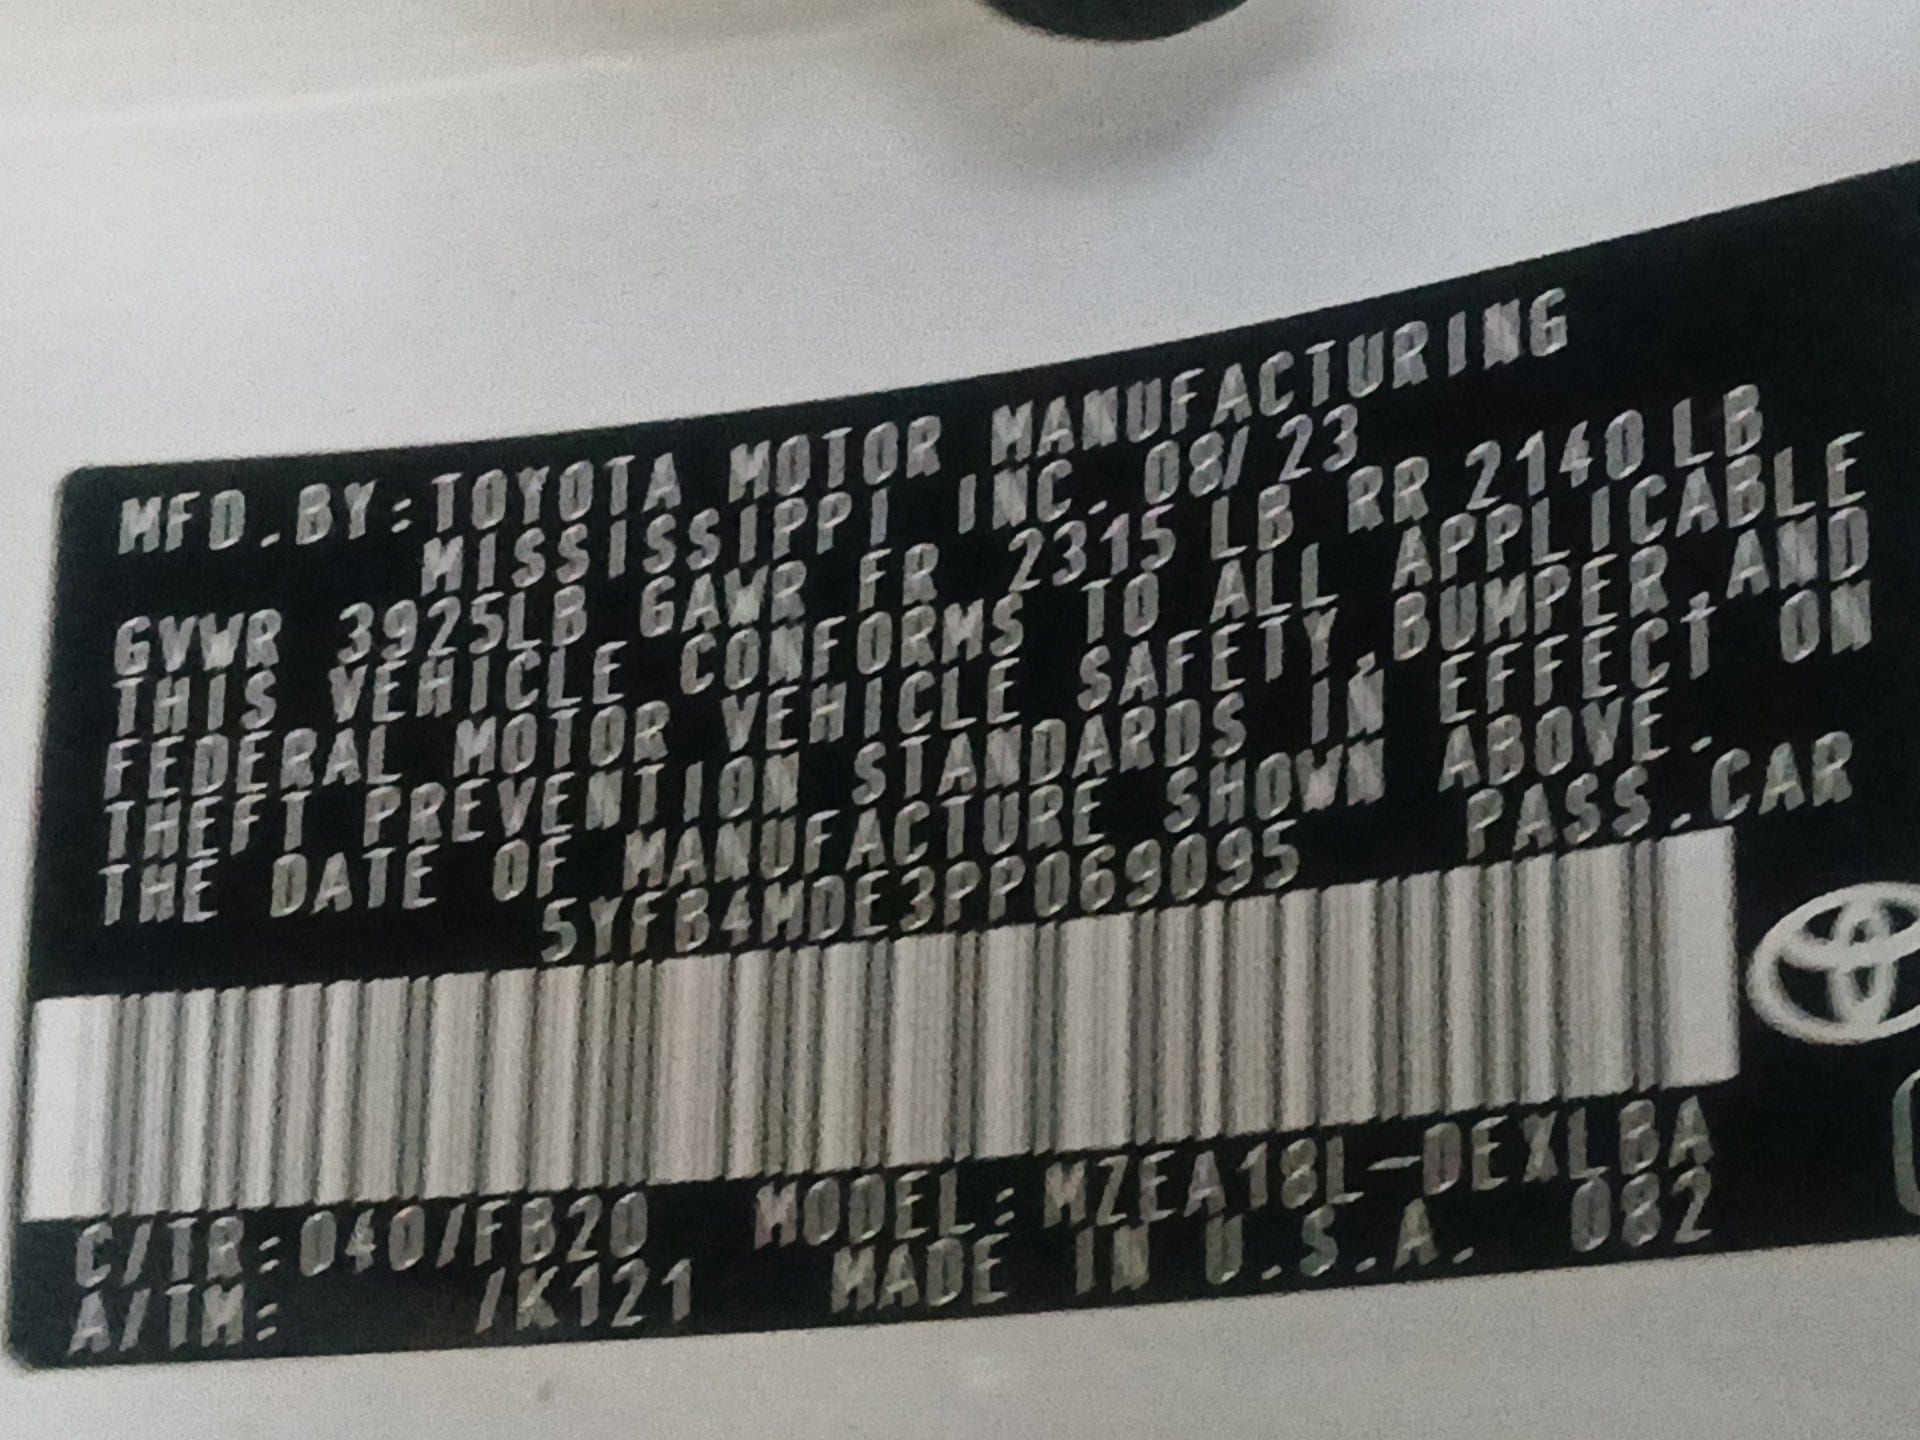 MFD.BY:TOYOTA MOTOR MANUFACTURING
MISSISSIPPI INC. 08/23
GVWR 3925LB GAWR FR 2315 LB RR 2140 LB
THIS VEHICLE CONFORMS TO ALL APPLICABLE
FEDERAL MOTOR VEHICLE SAFETY,BUMPER,AND
THEFT PREVENTION STANDARDS IN EFFECT ON
THE DATE OF MANUFACTURE SHOWN ABOVE.
5YFB4MDE3PP069095 PASS.CAR
C/TR:040/FB20 MODEL:MZEA18L-DEXLBA
A/TM: /K121 MADE IN U.S.A. 082